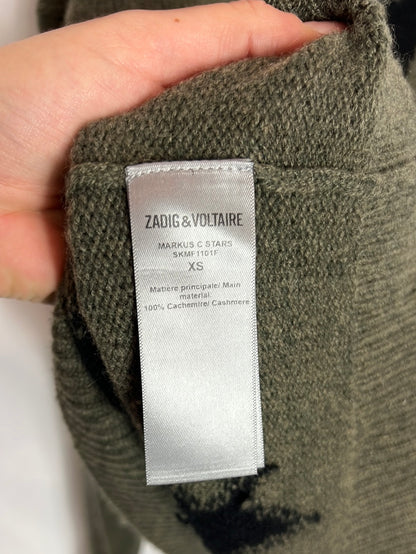 ZADIG & VOLTAIRE
MARKUS C STARS
SKMF1101F
XS
Matière principale/ Main
material:
100% Cachemire/ Cashmere